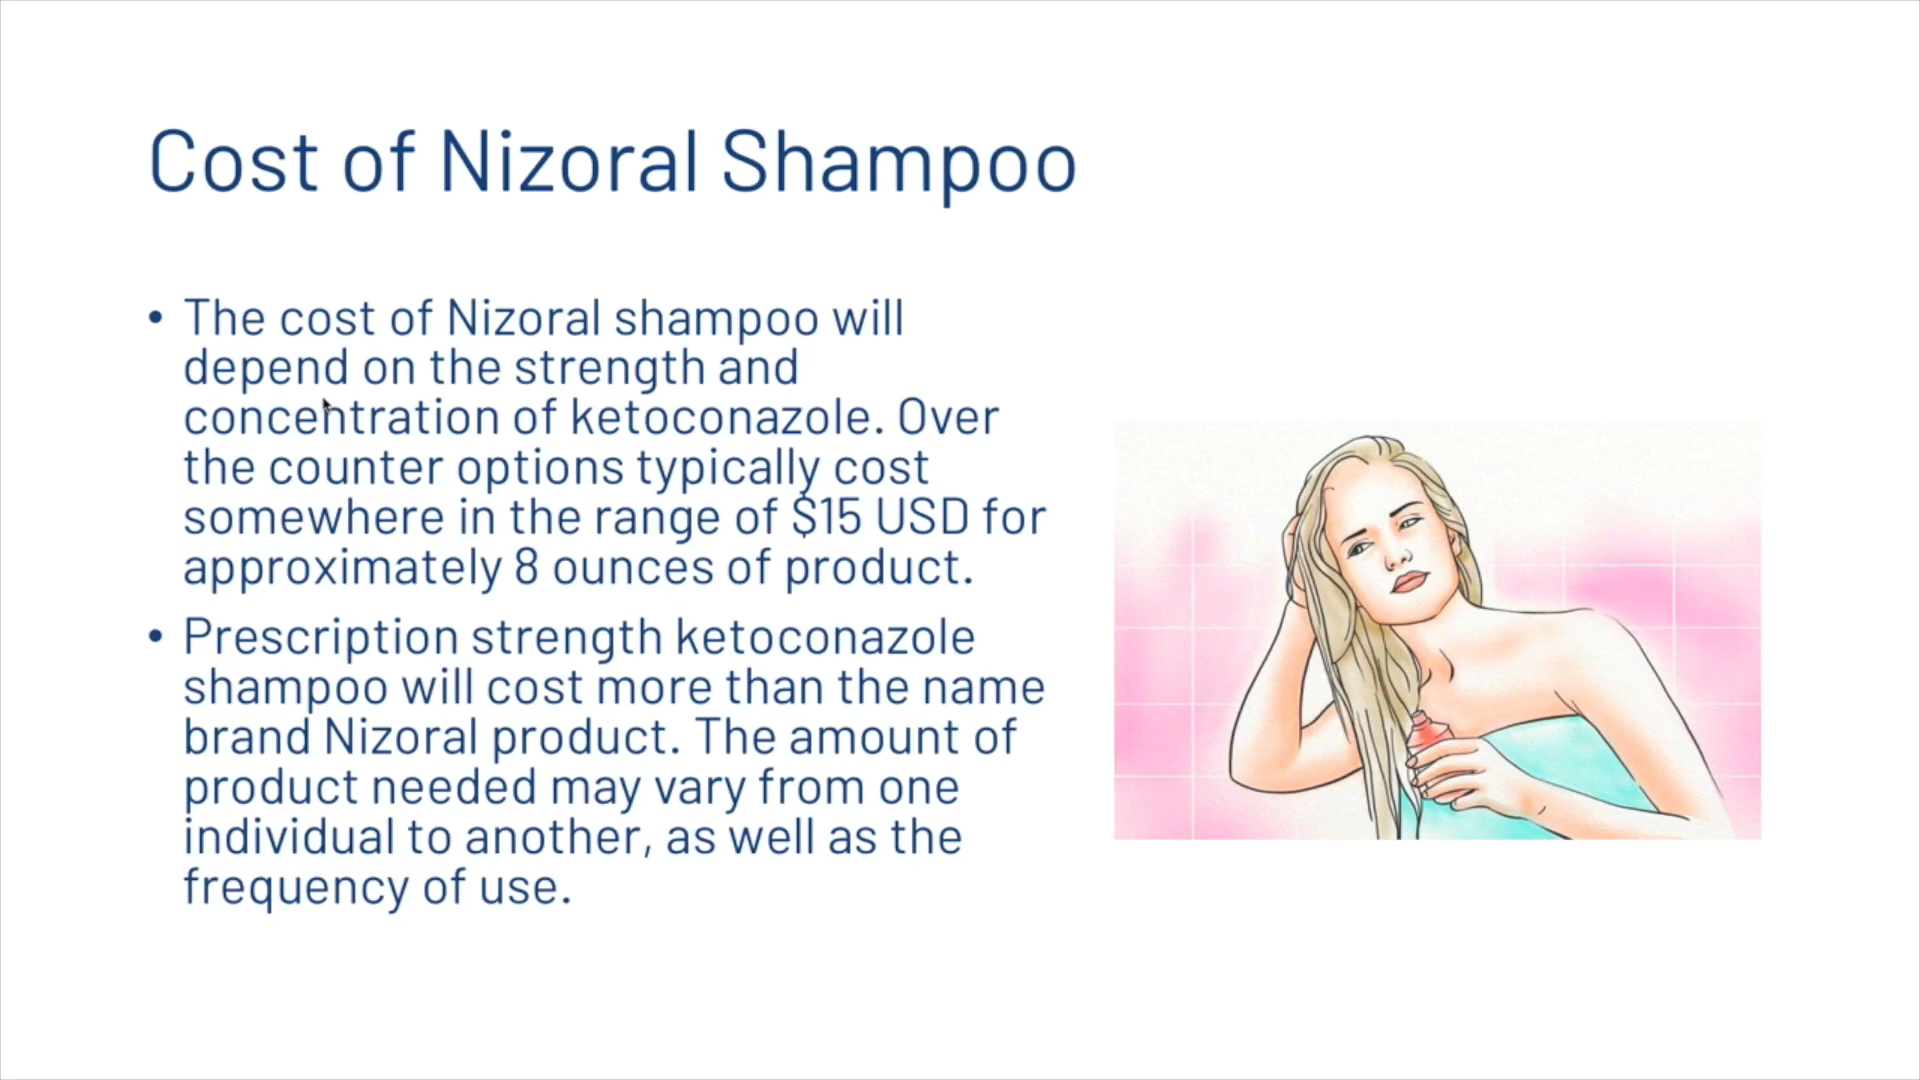 Cost of Nizoral Shampoo
• The cost of Nizoral shampoo will
depend on the strength and
concentration of ketoconazole. Over
the counter options typically cost
somewhere in the range of $15 USD for
approximately 8 ounces of product.
• Prescription strength ketoconazole
shampoo will cost more than the name
brand Nizoral product. The amount of
product needed may vary from one
individual to another, as well as the
frequency of use.